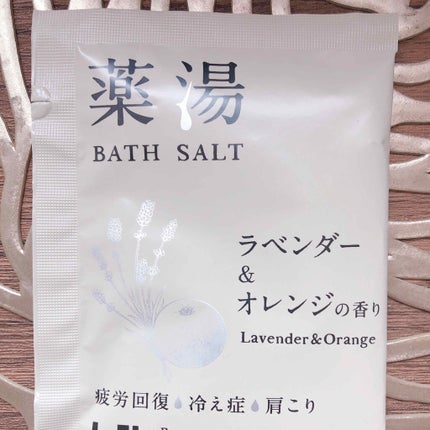 薬湯
BATH SALT
ラベンダー
&
オレンジの香り
Lavender&Orange
疲労回復 冷え症 肩こり